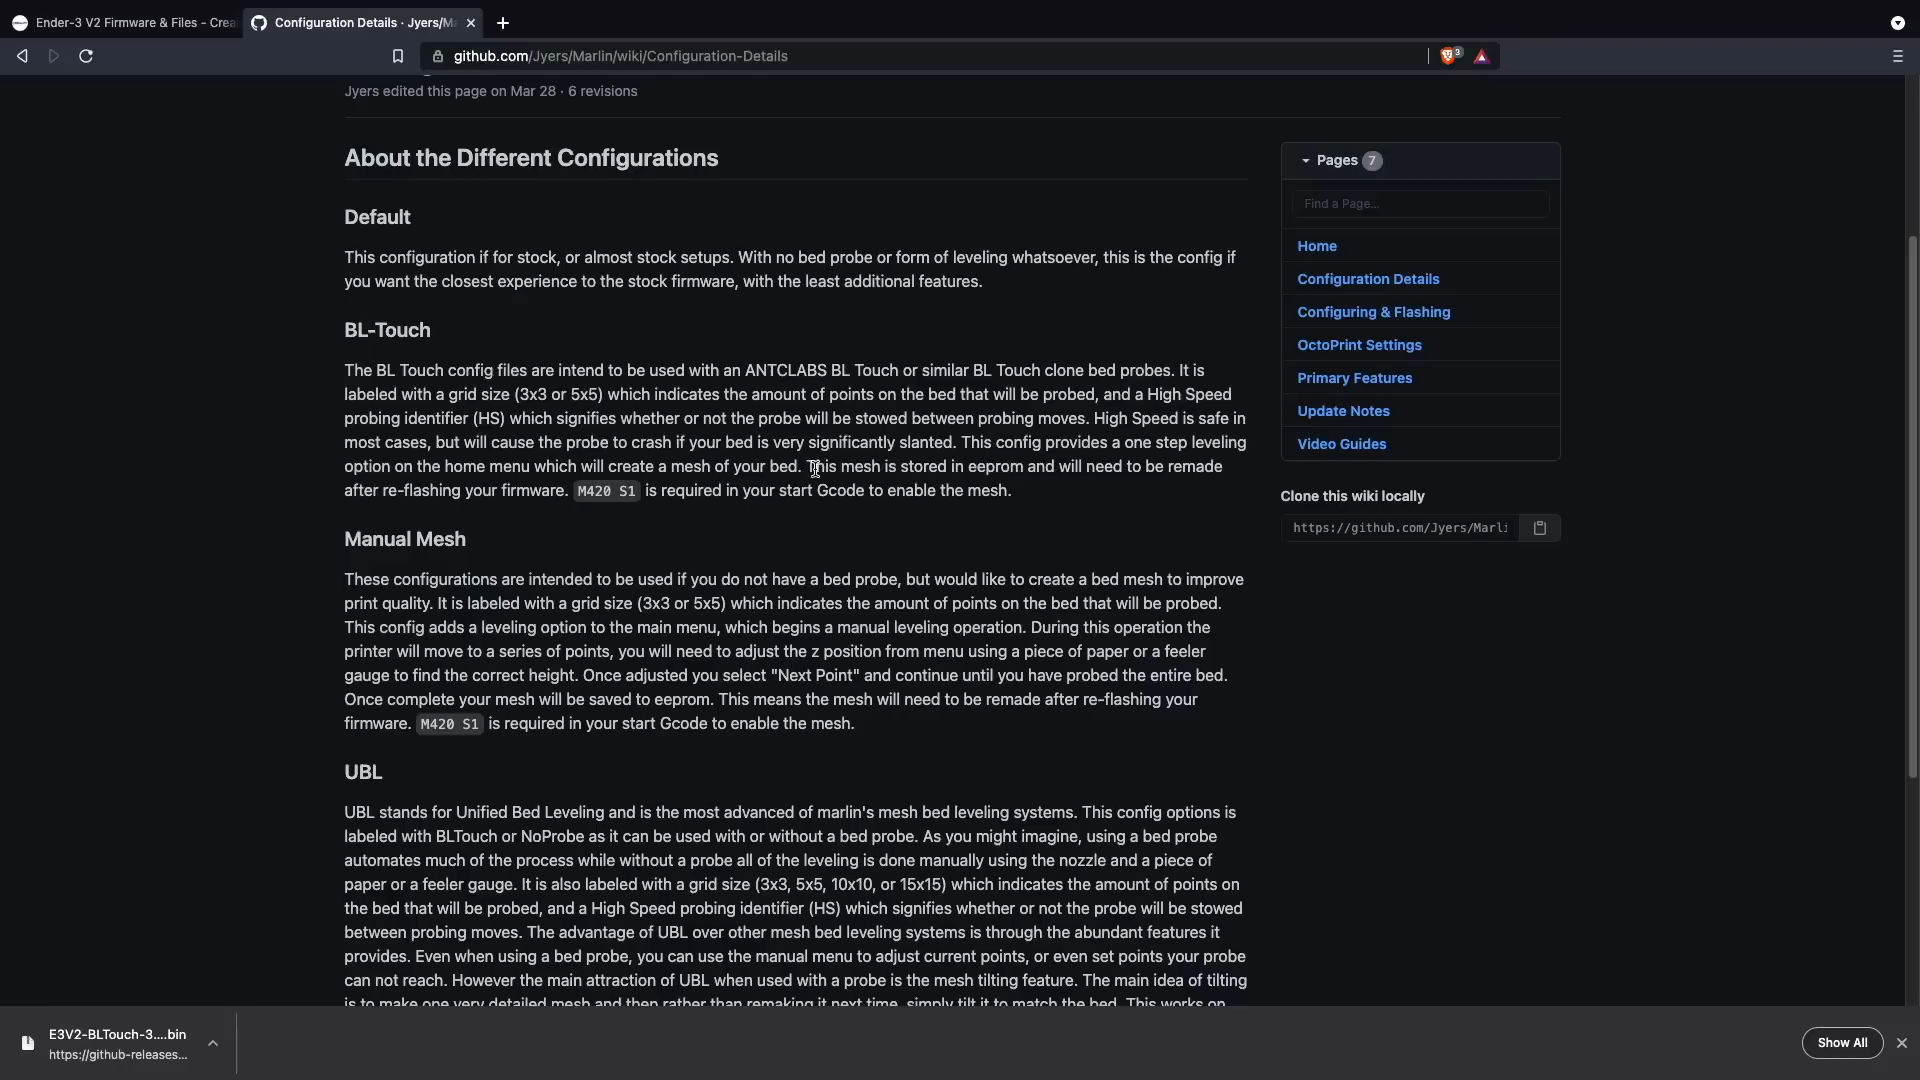 Ender-3 V2 Firmware & Files - Crea
Configuration Details · Jyers/Ma
github.com/Jyers/Marlin/wiki/Configuration-Details
3
Jyers edited this page on Mar 28 · 6 revisions
About the Different Configurations
Default
This configuration if for stock, or almost stock setups. With no bed probe or form of leveling whatsoever, this is the config if
you want the closest experience to the stock firmware, with the least additional features.
BL-Touch
The BL Touch config files are intend to be used with an ANTCLABS BL Touch or similar BL Touch clone bed probes. It is
labeled with a grid size (3x3 or 5x5) which indicates the amount of points on the bed that will be probed, and a High Speed
probing identifier (HS) which signifies whether or not the probe will be stowed between probing moves. High Speed is safe in
most cases, but will cause the probe to crash if your bed is very significantly slanted. This config provides a one step leveling
option on the home menu which will create a mesh of your bed. This mesh is stored in eeprom and will need to be remade
after re-flashing your firmware. M420 S1 is required in your start Gcode to enable the mesh.
Manual Mesh
These configurations are intended to be used if you do not have a bed probe, but would like to create a bed mesh to improve
print quality. It is labeled with a grid size (3x3 or 5x5) which indicates the amount of points on the bed that will be probed.
This config adds a leveling option to the main menu, which begins a manual leveling operation. During this operation the
printer will move to a series of points, you will need to adjust the z position from menu using a piece of paper or a feeler
gauge to find the correct height. Once adjusted you select "Next Point" and continue until you have probed the entire bed.
Once complete your mesh will be saved to eeprom. This means the mesh will need to be remade after re-flashing your
firmware. M420 S1 is required in your start Gcode to enable the mesh.
UBL
UBL stands for Unified Bed Leveling and is the most advanced of marlin's mesh bed leveling systems. This config options is
labeled with BLTouch or NoProbe as it can be used with or without a bed probe. As you might imagine, using a bed probe
automates much of the process while without a probe all of the leveling is done manually using the nozzle and a piece of
paper or a feeler gauge. It is also labeled with a grid size (3x3, 5x5, 10x10, or 15x15) which indicates the amount of points on
the bed that will be probed, and a High Speed probing identifier (HS) which signifies whether or not the probe will be stowed
between probing moves. The advantage of UBL over other mesh bed leveling systems is through the abundant features it
provides. Even when using a bed probe, you can use the manual menu to adjust current points, or even set points your probe
can not reach. However the main attraction of UBL when used with a probe is the mesh tilting feature. The main idea of tilting
is to make one very detailed mesh and then rather than remaking it next time, simply tilt it to match the bed. This works on
Pages 7
Find a Page...
Home
Configuration Details
Configuring & Flashing
OctoPrint Settings
Primary Features
Update Notes
Video Guides
Clone this wiki locally
https://github.com/Jyers/Marli
E3V2-BLTouch-3....bin
https://github-releases...
Show All